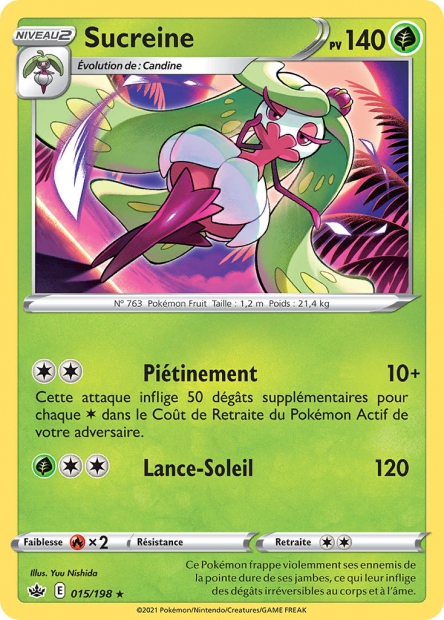 NIVEAU 2
Sucreine
PV 140
Évolution de : Candine
N° 763 Pokémon Fruit Taille : 1,2 m Poids : 21,4 kg
Piétinement 10+
Cette attaque inflige 50 dégâts supplémentaires pour
chaque dans le Coût de Retraite du Pokémon Actif de
votre adversaire.
Lance-Soleil 120
Faiblesse ×2 Résistance Retraite
Illus. Yuu Nishida
Ce Pokémon frappe violemment ses ennemis de
la pointe dure de ses jambes, ce qui leur inflige
des dégâts irréversibles au corps et à l'âme.
E 015/198 ★
©2021 Pokémon/Nintendo/Creatures/GAME FREAK